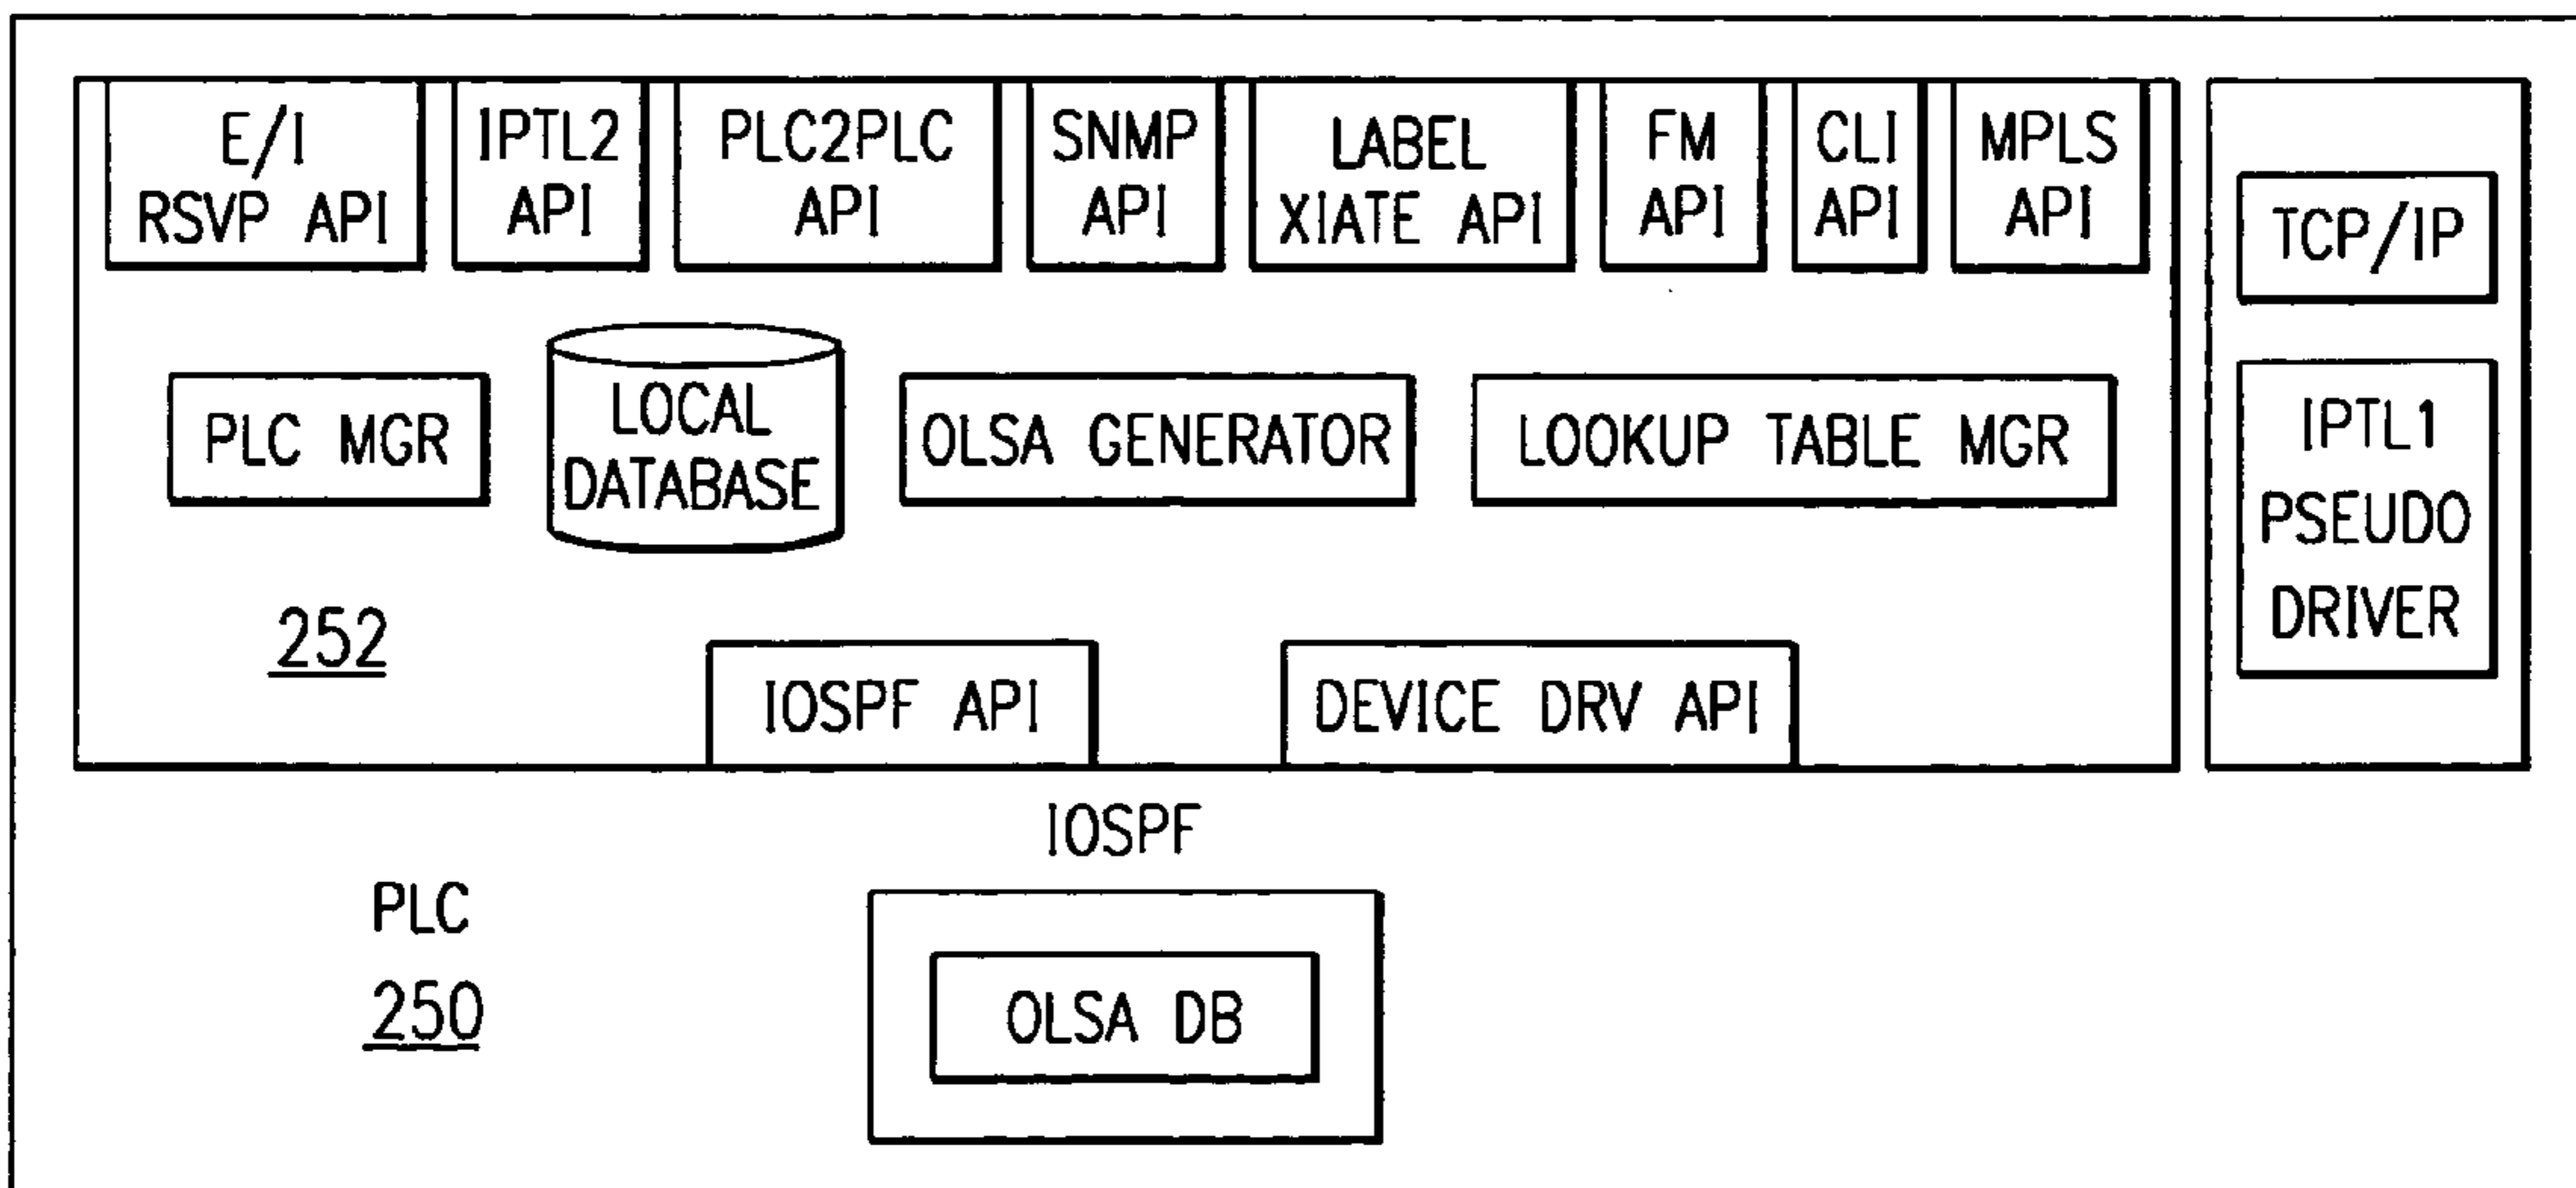 E/I
RSVP API
IPTL2
API
PLC2PLC
API
SNMP
API
LABEL
XIATE API
FM
API
CLI
API
MPLS
API
TCP/IP
PLC MGR
LOCAL
DATABASE
OLSA GENERATOR
LOOKUP TABLE MGR
IPTL1
PSEUDO
DRIVER
252
IOSPF API
DEVICE DRV API
IOSPF
PLC
250
OLSA DB